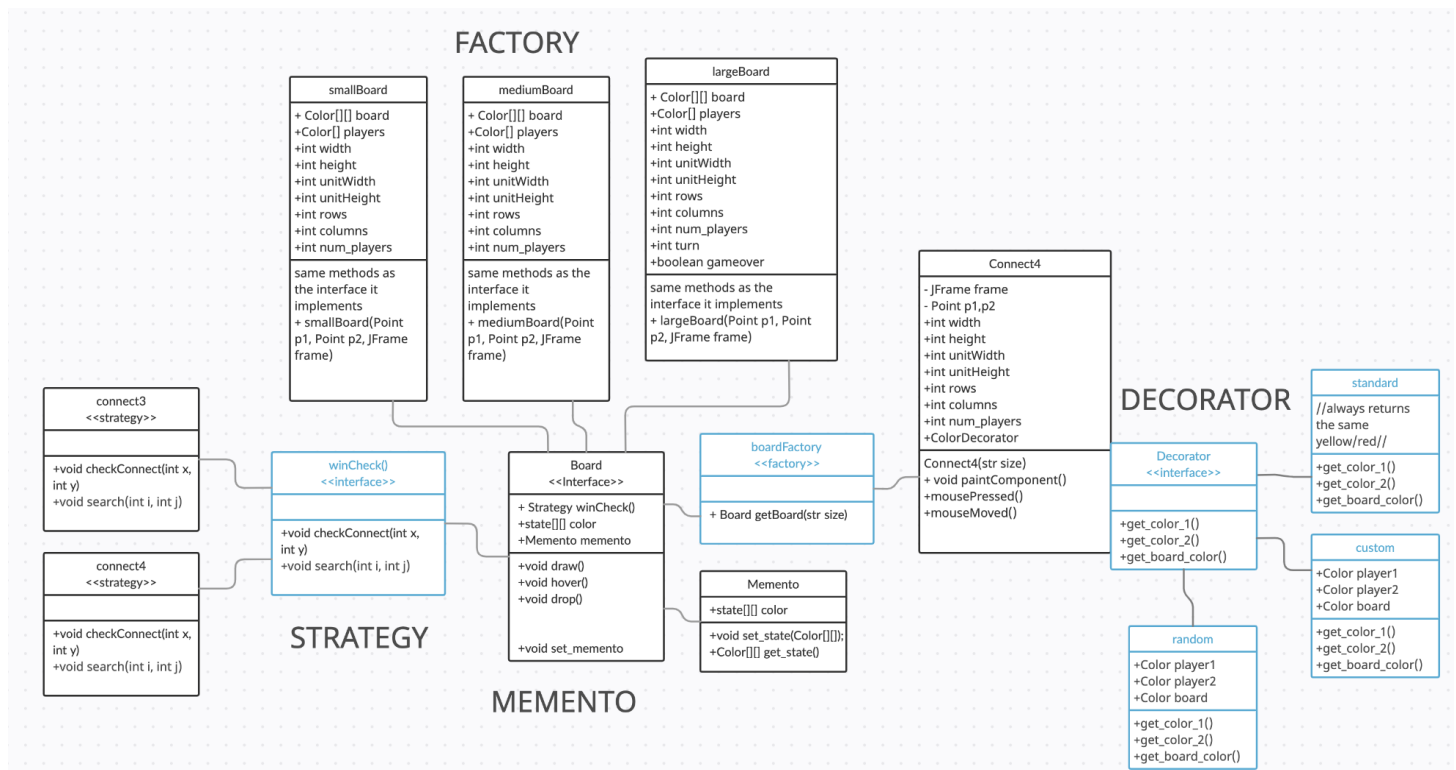 FACTORY
smallBoard
+ Color[][] board
+Color[] players
+int width
+int height
+int unitWidth
+int unitHeight
+int rows
+int columns
+int num_players
same methods as
the interface it
implements
+ smallBoard(Point
p1, Point p2, JFrame
frame)
mediumBoard
+ Color[][] board
+Color[] players
+int width
+int height
+int unitWidth
+int unitHeight
+int rows
+int columns
+int num_players
same methods as the
interface it
implements
+ mediumBoard(Point
p1, Point p2, JFrame
frame)
largeBoard
+ Color[][] board
+Color[] players
+int width
+int height
+int unitWidth
+int unitHeight
+int rows
+int columns
+int num_players
+int turn
+boolean gameover
same methods as the
interface it implements
+ largeBoard(Point p1, Point
p2, JFrame frame)
connect3
<<strategy>>
+void checkConnect(int x,
int y)
+void search(int i, int j)
connect4
<<strategy>>
+void checkConnect(int x,
int y)
+void search(int i, int j)
winCheck()
<<interface>>
+void checkConnect(int x,
int y)
+void search(int i, int j)
STRATEGY
Board
<<Interface>>
+ Strategy winCheck()
+state[][] color
+Memento memento
+void draw()
+void hover()
+void drop()
+void set_memento
MEMENTO
boardFactory
<<factory>>
+ Board getBoard(str size)
Memento
+state[][] color
+void set_state(Color[][]);
+Color[][] get_state()
Connect4
- JFrame frame
- Point p1,p2
+int width
+int height
+int unitWidth
+int unitHeight
+int rows
+int columns
+int num_players
+ColorDecorator
Connect4(str size)
+ void paintComponent()
+mousePressed()
+mouseMoved()
DECORATOR
Decorator
<<interface>>
+get_color_1()
+get_color_2()
+get_board_color()
standard
//always returns
the same
yellow/red//
+get_color_1()
+get_color_2()
+get_board_color()
custom
+Color player1
+Color player2
+Color board
+get_color_1()
+get_color_2()
+get_board_color()
random
+Color player1
+Color player2
+Color board
+get_color_1()
+get_color_2()
+get_board_color()